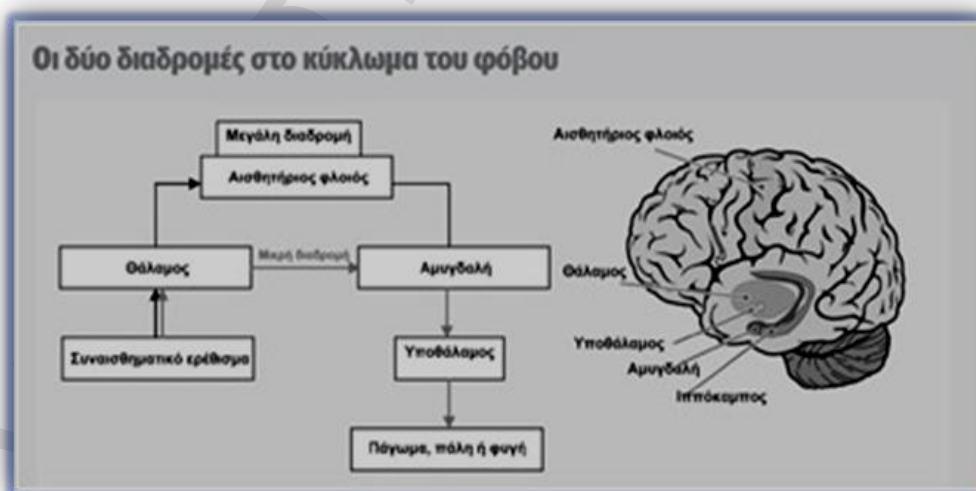 Οι δύο διαδρομές στο κύκλωμα του φόβου
Μεγάλη διαδρομή
Αισθητήριος φλοιός
Θάλαμος
Μικρή διαδρομή
Αμυγδαλή
Συναισθηματικό ερέθισμα
Υποθάλαμος
Πάγωμα, πάλη ή φυγή
Αισθητήριος φλοιός
Θάλαμος
Υποθάλαμος
Αμυγδαλή
Ιππόκαμπος